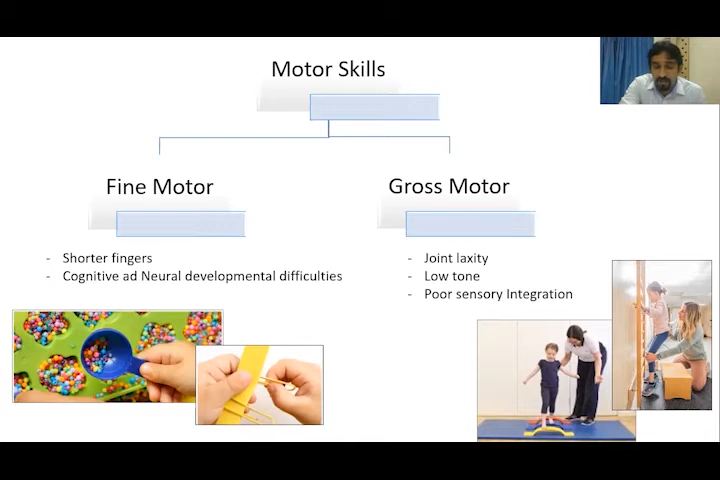 Motor Skills
Fine Motor
Gross Motor
- Shorter fingers
- Cognitive ad Neural developmental difficulties
- Joint laxity
- Low tone
- Poor sensory Integration